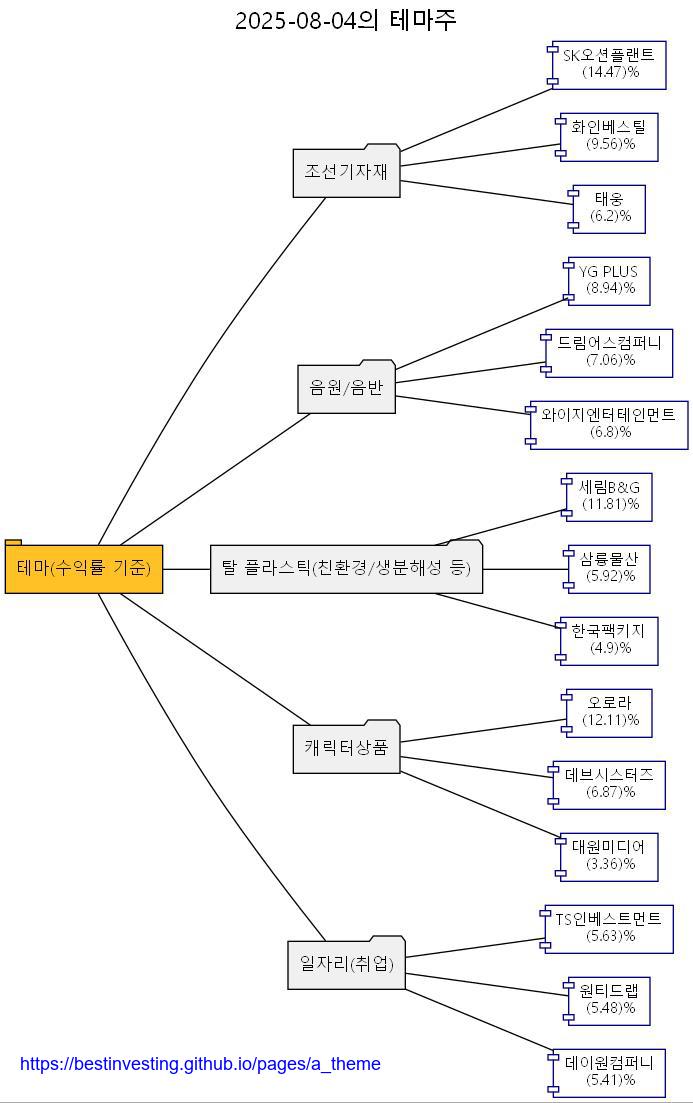 2025-08-04의 테마주
SK오션플랜트
(14.47)%
화인베스틸
(9.56)%
조선기자재
태웅
(6.2)%
YG PLUS
(8.94)%
드림어스컴퍼니
(7.06)%
음원/음반
와이지엔터테인먼트
(6.8)%
세림B&G
(11.81)%
테마(수익률 기준)
탈 플라스틱(친환경/생분해성 등)
삼륭물산
(5.92)%
한국팩키지
(4.9)%
오로라
(12.11)%
캐릭터상품
데브시스터즈
(6.87)%
대원미디어
(3.36)%
TS인베스트먼트
(5.63)%
일자리(취업)
원티드랩
(5.48)%
데이원컴퍼니
(5.41)%
https://bestinvesting.github.io/pages/a_theme